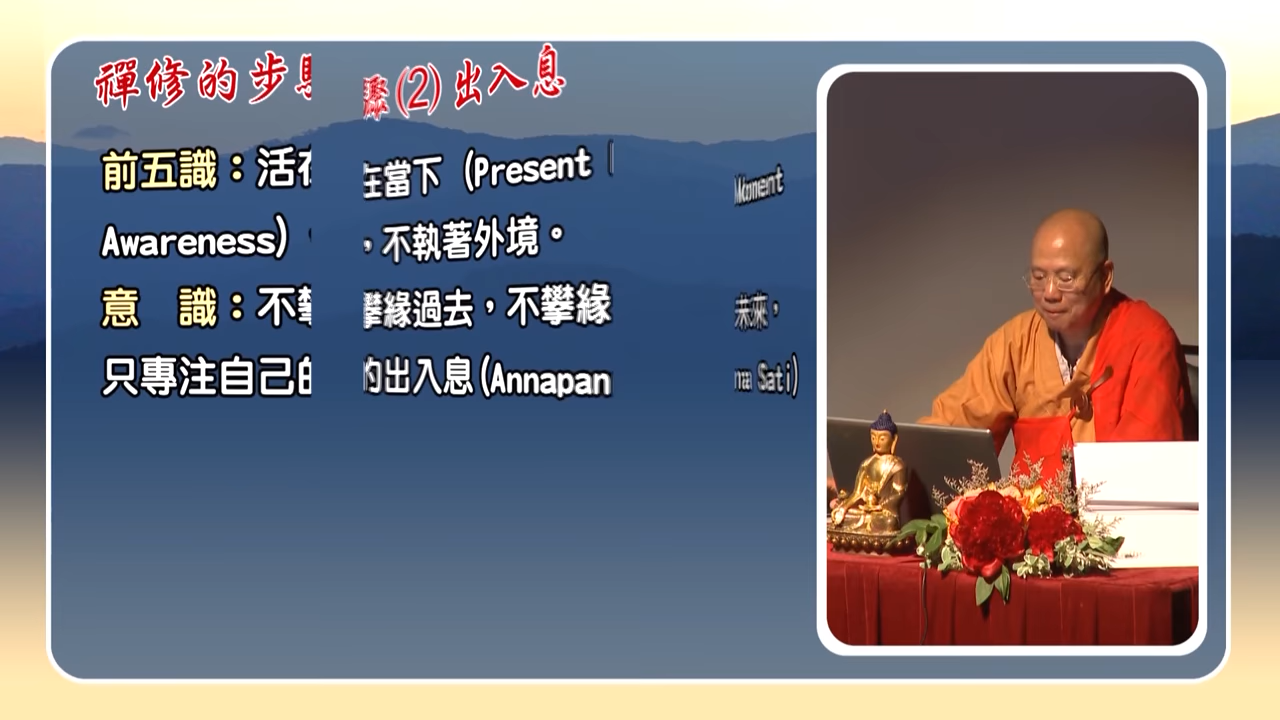 禪修的步驟(2)出入息
前五識：活在當下 (Present Moment
Awareness)，不執著外境。
意　識：不攀緣過去，不攀緣未來，
只專注自己的出入息(Annapanna Sati)